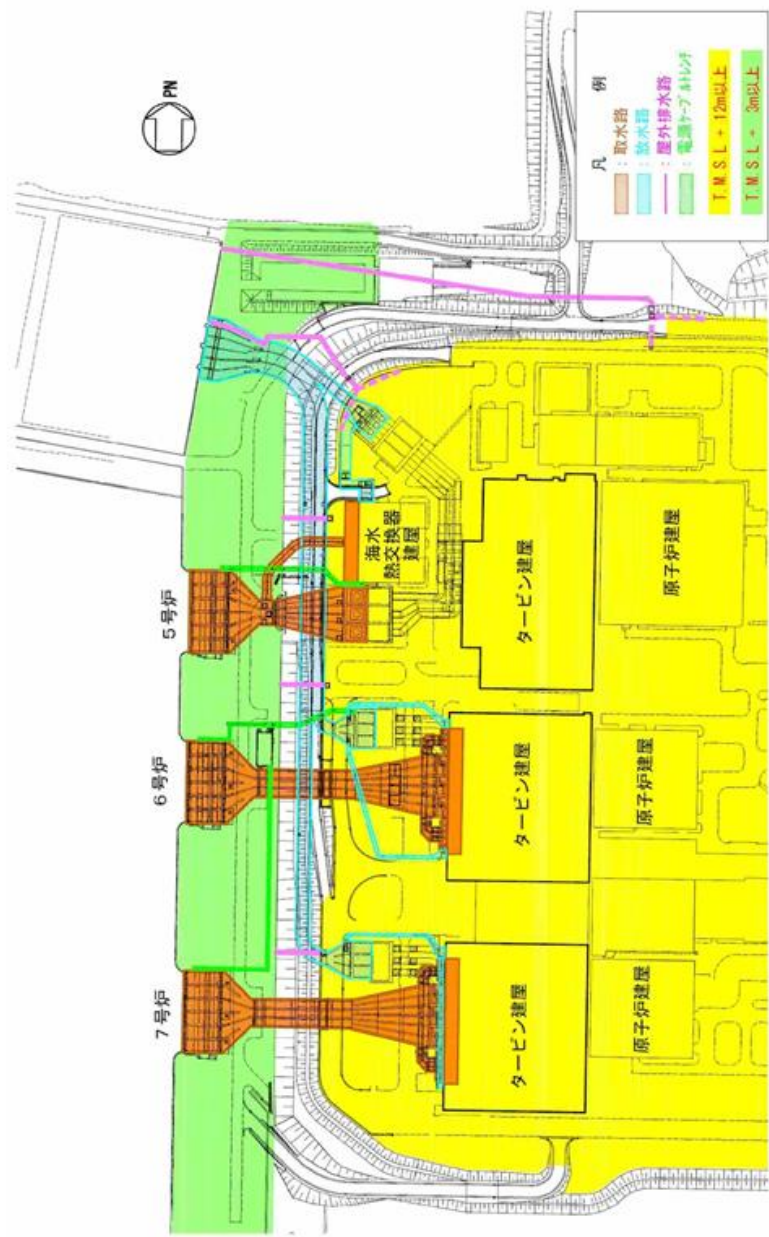 PN
凡 例
：取水路
：放水路
：屋外排水路
：電源ケーブルトレンチ
T.M.S.L + 12m以上
T.M.S.L + 3m以上
5号炉
海水
熱交換器
建屋
タービン建屋
原子炉建屋
6号炉
タービン建屋
原子炉建屋
7号炉
タービン建屋
原子炉建屋